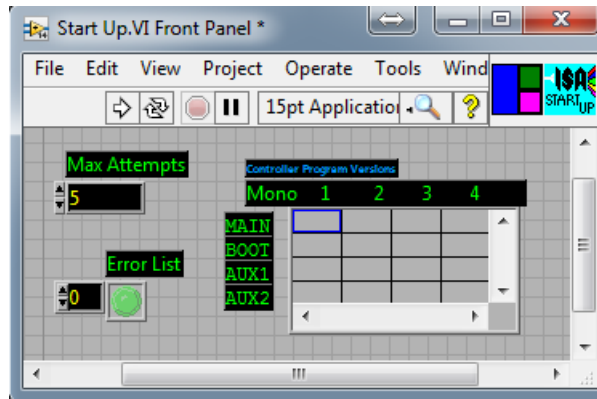 Start Up.VI Front Panel *
File Edit View Project Operate Tools Wind
15pt Application
ISA
START UP
Max Attempts
5
Controller Program Versions
Mono 1 2 3 4
MAIN
BOOT
AUX1
AUX2
Error List
0